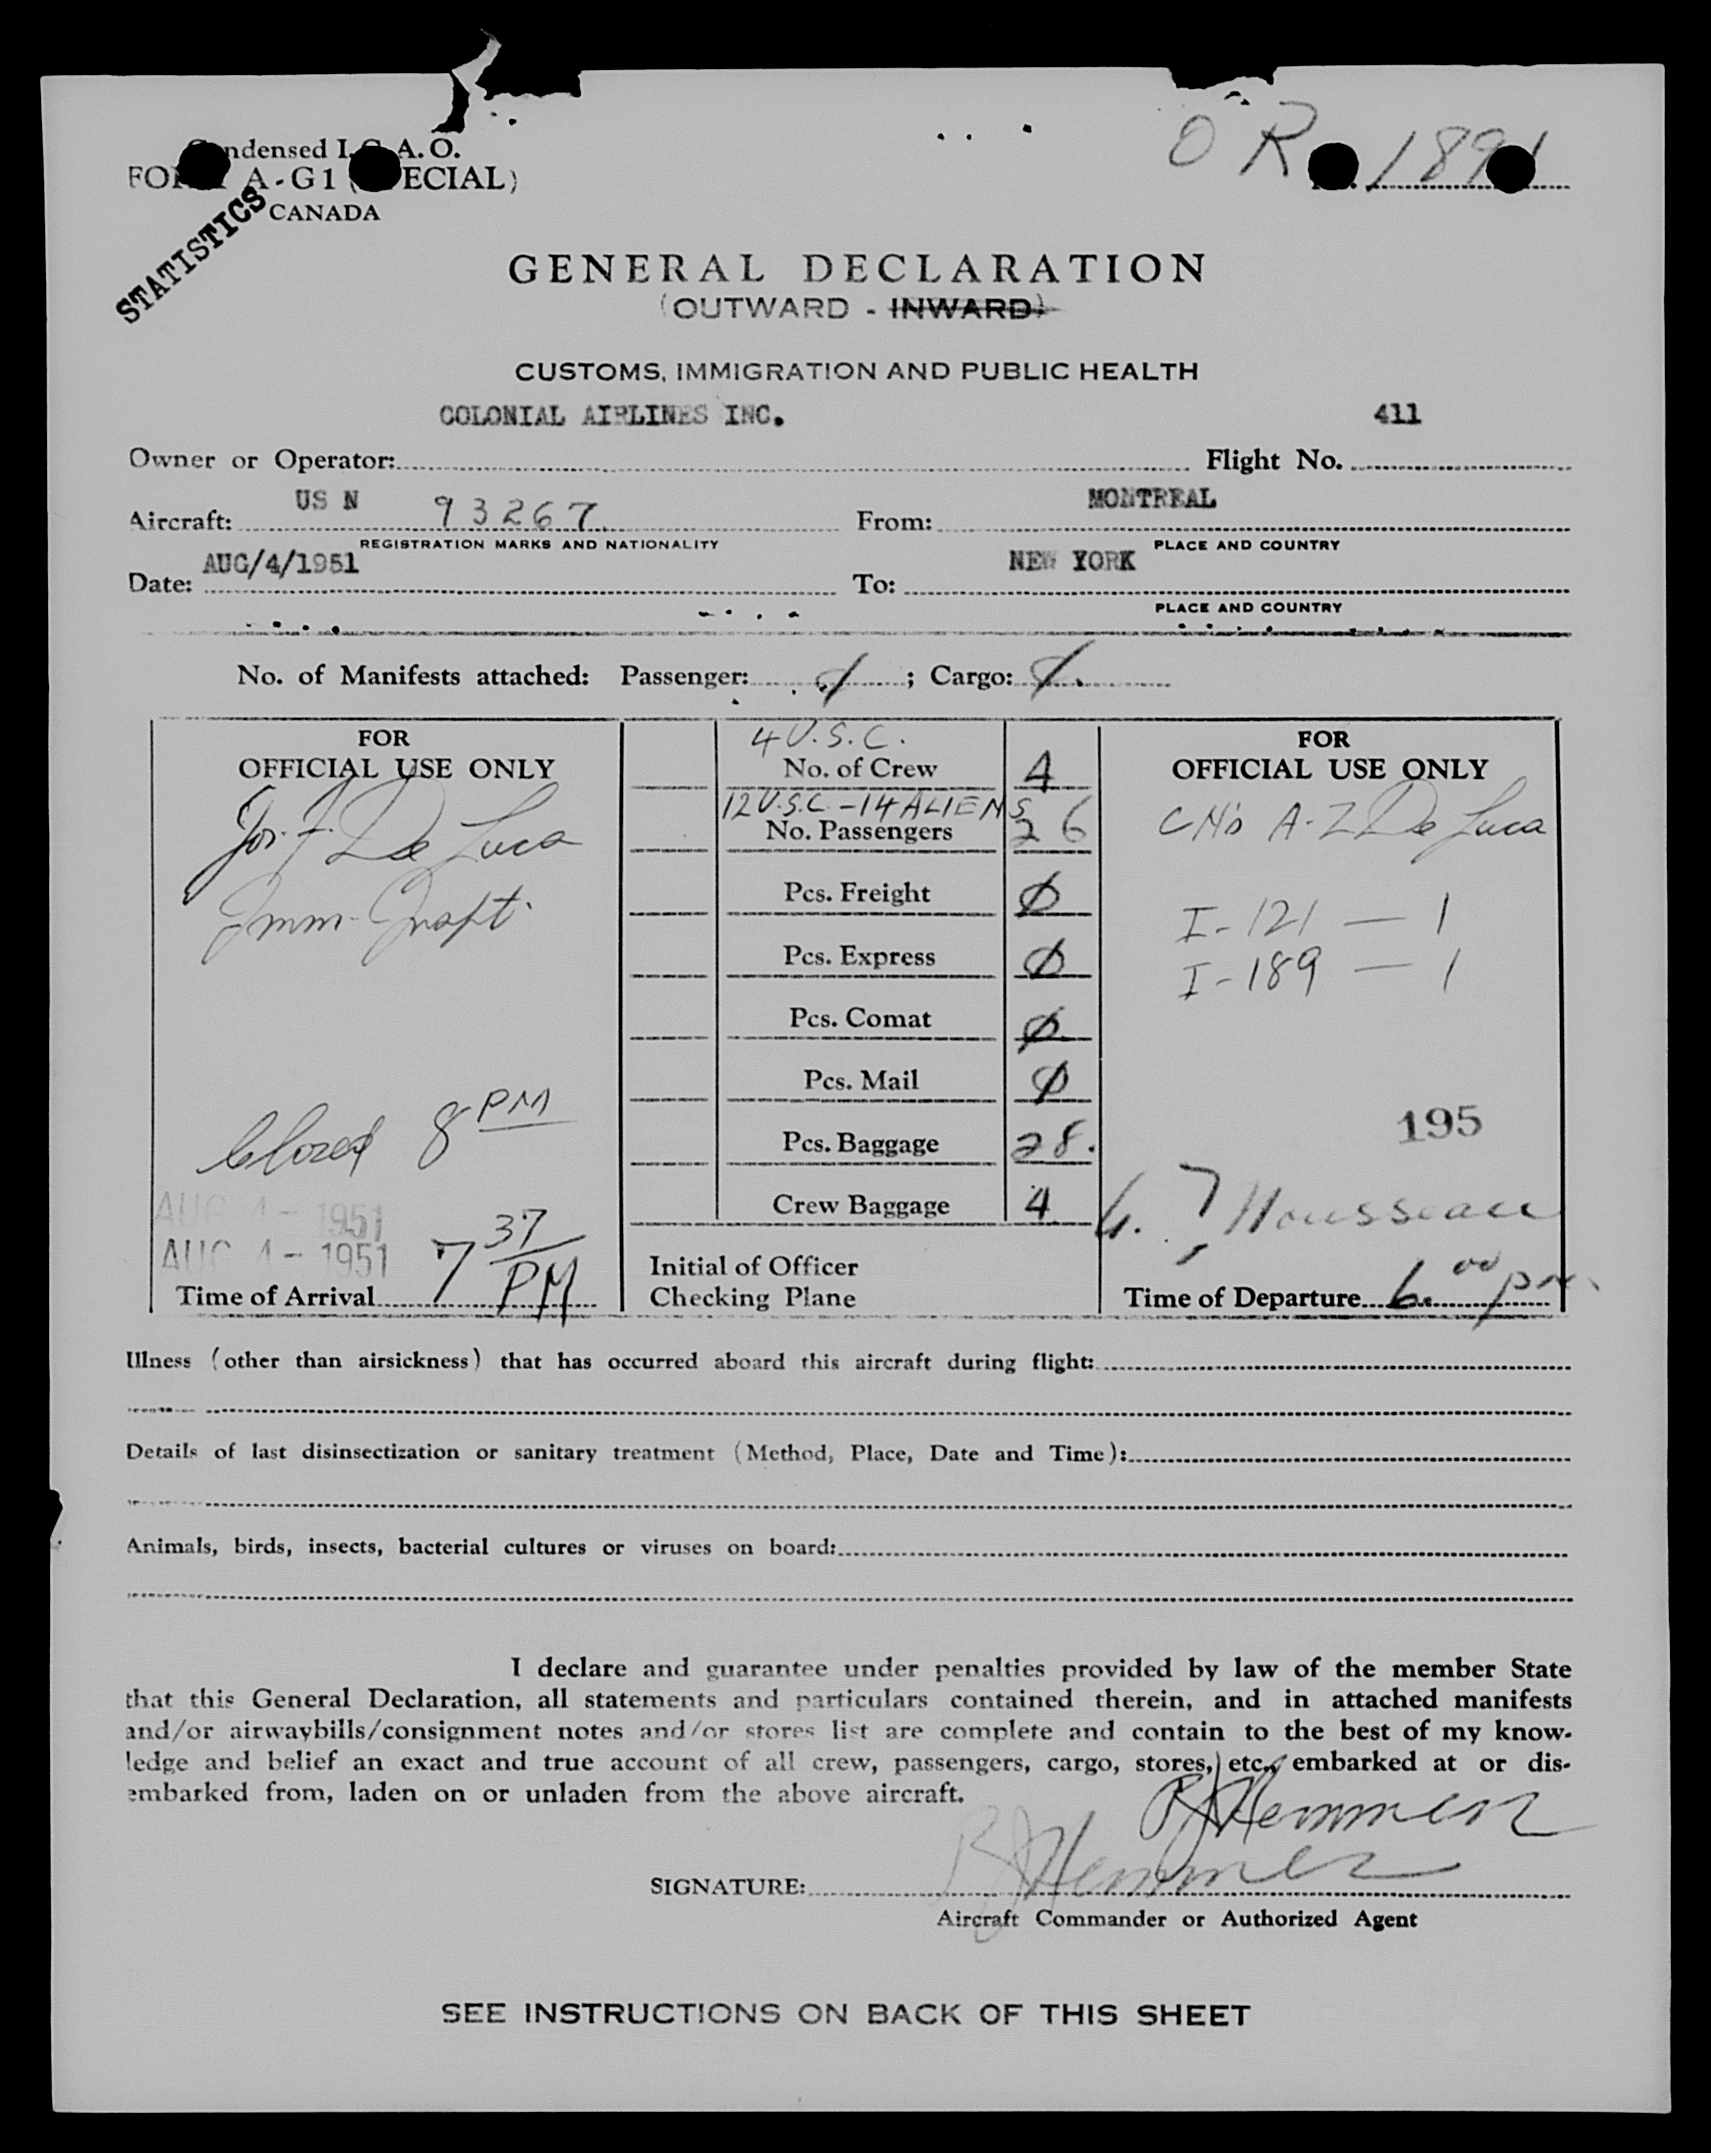 Condensed I.C.A.O.
FORM A-G1 (SPECIAL)
CANADA
STATISTICS
O R 1891
GENERAL DECLARATION
(OUTWARD - INWARD)
CUSTOMS, IMMIGRATION AND PUBLIC HEALTH
COLONIAL AIRLINES INC. 411
Owner or Operator: Flight No.
Aircraft: US N 93267. From: MONTREAL
REGISTRATION MARKS AND NATIONALITY PLACE AND COUNTRY
Date: AUG/4/1951 To: NEW YORK
PLACE AND COUNTRY
No. of Manifests attached: Passenger: 1 ; Cargo: 1.
FOR
OFFICIAL USE ONLY
Jos. F. De Luca
Imm. Inspt.
Closed 8 PM
AUG 4 - 1951
AUG 4 - 1951
7 37 PM
Time of Arrival
4 U.S.C.
No. of Crew 4
12 U.S.C. - 14 ALIENS
No. Passengers 26
Pcs. Freight Ø
Pcs. Express Ø
Pcs. Comat Ø
Pcs. Mail Ø
Pcs. Baggage 28.
Crew Baggage 4
Initial of Officer
Checking Plane
FOR
OFFICIAL USE ONLY
A-Z De Luca
I-121 — 1
I-189 — 1
195
Time of Departure 6.00 pm.
Illness (other than airsickness) that has occurred aboard this aircraft during flight:
Details of last disinsectization or sanitary treatment (Method, Place, Date and Time):
Animals, birds, insects, bacterial cultures or viruses on board:
I declare and guarantee under penalties provided by law of the member State
that this General Declaration, all statements and particulars contained therein, and in attached manifests
and/or airwaybills/consignment notes and/or stores list are complete and contain to the best of my know-
ledge and belief an exact and true account of all crew, passengers, cargo, stores, etc., embarked at or dis-
embarked from, laden on or unladen from the above aircraft.
SIGNATURE:
Aircraft Commander or Authorized Agent
SEE INSTRUCTIONS ON BACK OF THIS SHEET